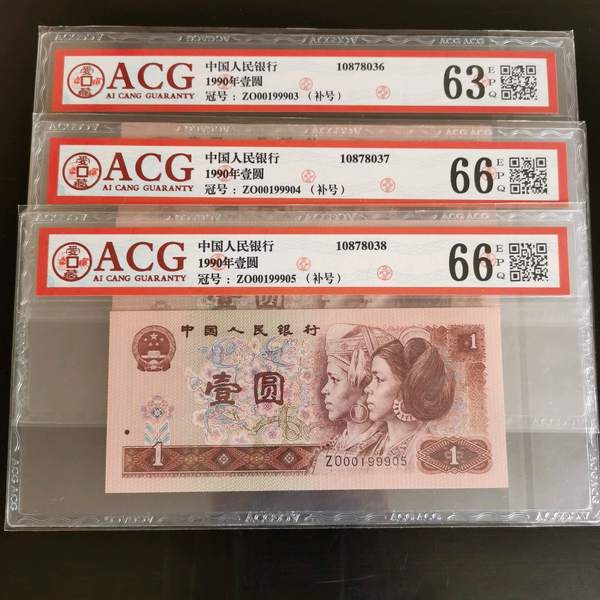 ACG
AI CANG GUARANTY
中国人民银行 10878036
1990年壹圆
冠号：ZO00199903（补号）
63 EPQ
ACG
AI CANG GUARANTY
中国人民银行 10878037
1990年壹圆
冠号：ZO00199904（补号）
66 EPQ
ACG
AI CANG GUARANTY
中国人民银行 10878038
1990年壹圆
冠号：ZO00199905（补号）
66 EPQ
中国人民银行
1
壹圆
ZO00199905
1
1